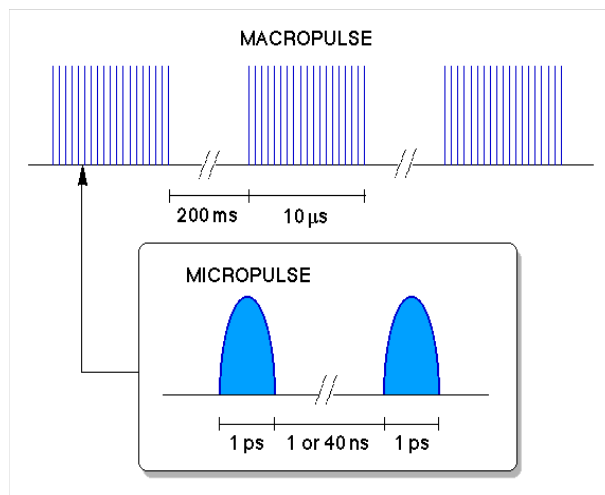 MACROPULSE
200 ms 10 μs
MICROPULSE
1 ps 1 or 40 ns 1 ps